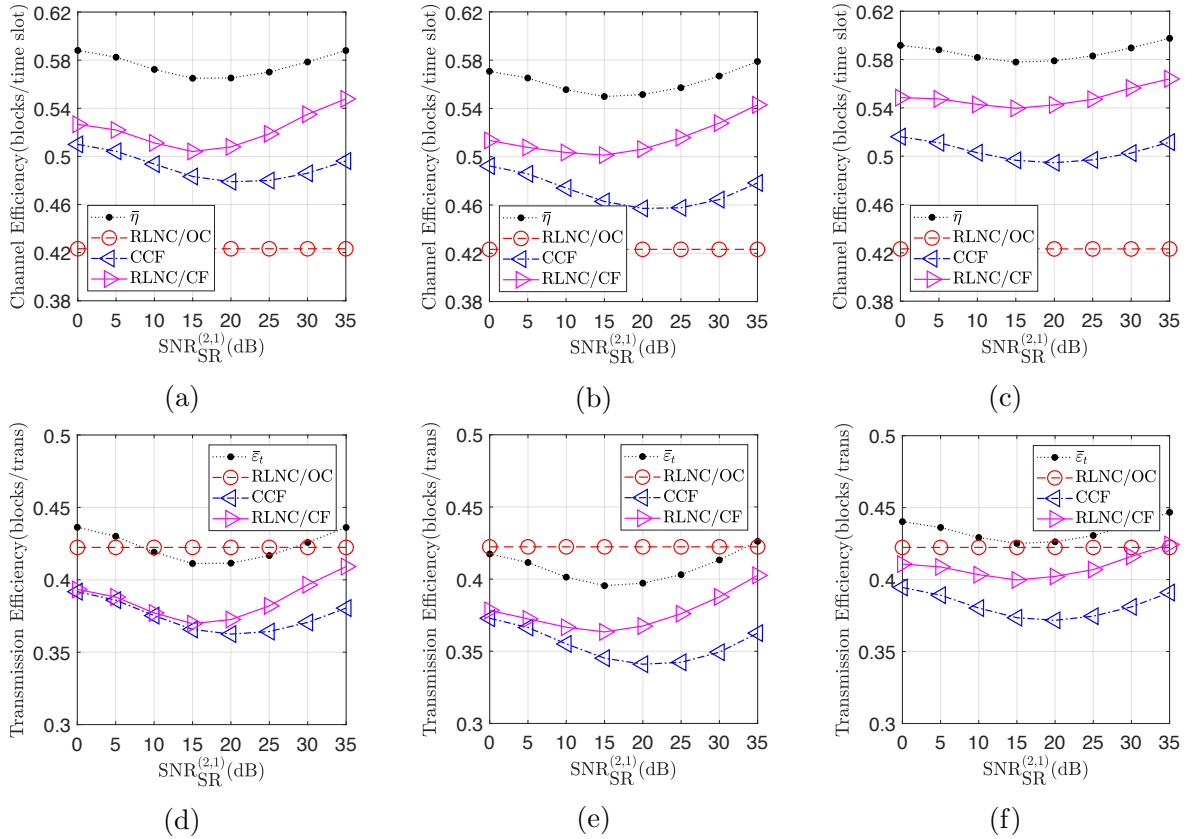 Channel Efficiency(blocks/time slot)
0.62
0.58
0.54
0.5
0.46
0.42
0.38
η̄
RLNC/OC
CCF
RLNC/CF
0 5 10 15 20 25 30 35
SNR_SR^(2,1)(dB)
(a)
Channel Efficiency(blocks/time slot)
0.62
0.58
0.54
0.5
0.46
0.42
0.38
η̄
RLNC/OC
CCF
RLNC/CF
0 5 10 15 20 25 30 35
SNR_SR^(2,1)(dB)
(b)
Channel Efficiency(blocks/time slot)
0.62
0.58
0.54
0.5
0.46
0.42
0.38
η̄
RLNC/OC
CCF
RLNC/CF
0 5 10 15 20 25 30 35
SNR_SR^(2,1)(dB)
(c)
Transmission Efficiency(blocks/trans)
0.5
0.45
0.4
0.35
0.3
ε̄_t
RLNC/OC
CCF
RLNC/CF
0 5 10 15 20 25 30 35
SNR_SR^(2,1)(dB)
(d)
Transmission Efficiency(blocks/trans)
0.5
0.45
0.4
0.35
0.3
ε̄_t
RLNC/OC
CCF
RLNC/CF
0 5 10 15 20 25 30 35
SNR_SR^(2,1)(dB)
(e)
Transmission Efficiency(blocks/trans)
0.5
0.45
0.4
0.35
0.3
ε̄_t
RLNC/OC
CCF
RLNC/CF
0 5 10 15 20 25 30 35
SNR_SR^(2,1)(dB)
(f)